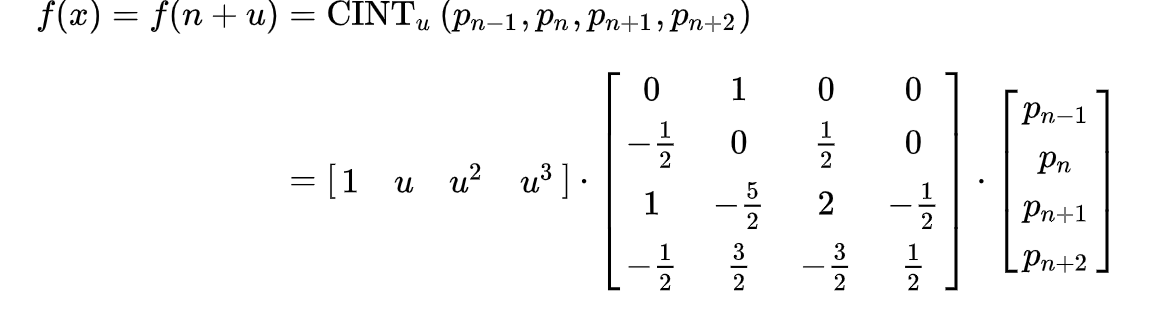 f(x) = f(n + u) = CINT_u (p_{n−1}, p_n, p_{n+1}, p_{n+2})
= [1 u u² u³] · [0 1 0 0; −1/2 0 1/2 0; 1 −5/2 2 −1/2; −1/2 3/2 −3/2 1/2] · [p_{n−1}; p_n; p_{n+1}; p_{n+2}]